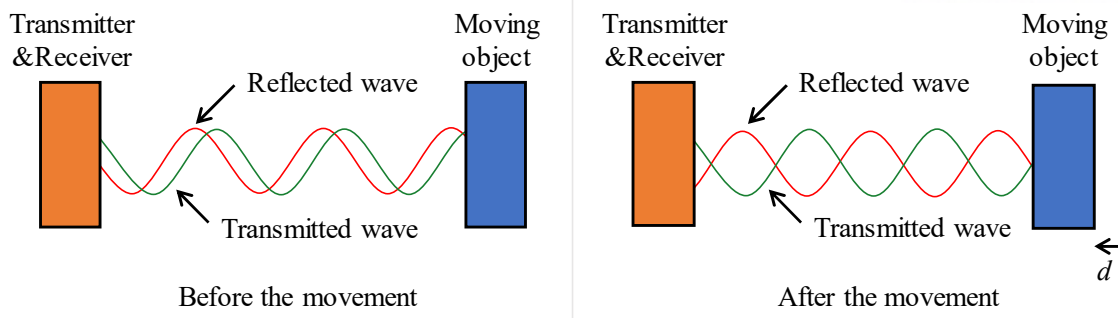 Transmitter
&Receiver
Moving
object
Reflected wave
Transmitted wave
Before the movement
Transmitter
&Receiver
Moving
object
Reflected wave
Transmitted wave
d
After the movement